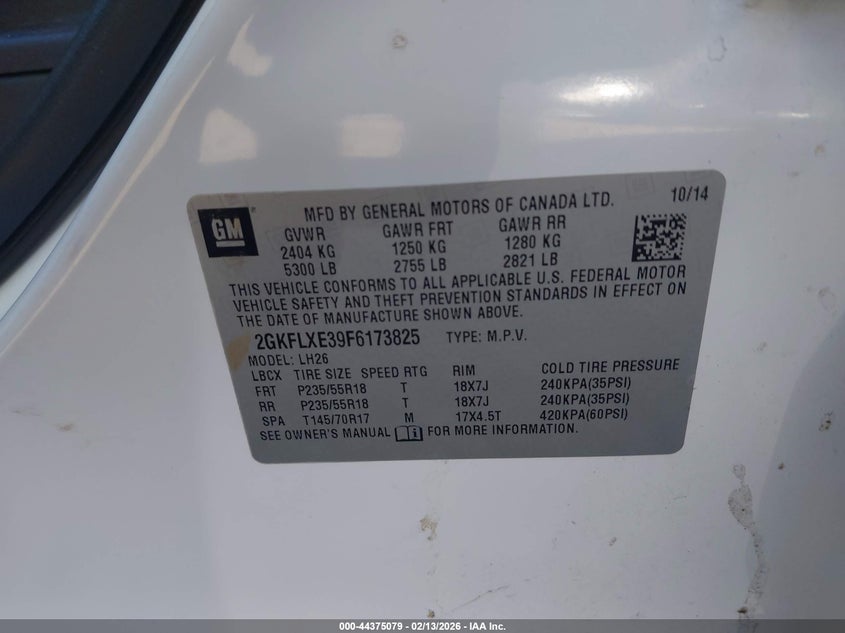 GM
MFD BY GENERAL MOTORS OF CANADA LTD. 10/14
GVWR GAWR FRT GAWR RR
2404 KG 1250 KG 1280 KG
5300 LB 2755 LB 2821 LB
THIS VEHICLE CONFORMS TO ALL APPLICABLE U.S. FEDERAL MOTOR
VEHICLE SAFETY AND THEFT PREVENTION STANDARDS IN EFFECT ON
THE DATE OF MANUFACTURE SHOWN ABOVE.
2GKFLXE39F6173825 TYPE: M.P.V.
MODEL: LH26
LBCX TIRE SIZE SPEED RTG RIM COLD TIRE PRESSURE
FRT P235/55R18 T 18X7J 240KPA(35PSI)
RR P235/55R18 T 18X7J 240KPA(35PSI)
SPA T145/70R17 M 17X4.5T 420KPA(60PSI)
SEE OWNER'S MANUAL FOR MORE INFORMATION.
000-44375079 - 02/13/2026 - IAA Inc.